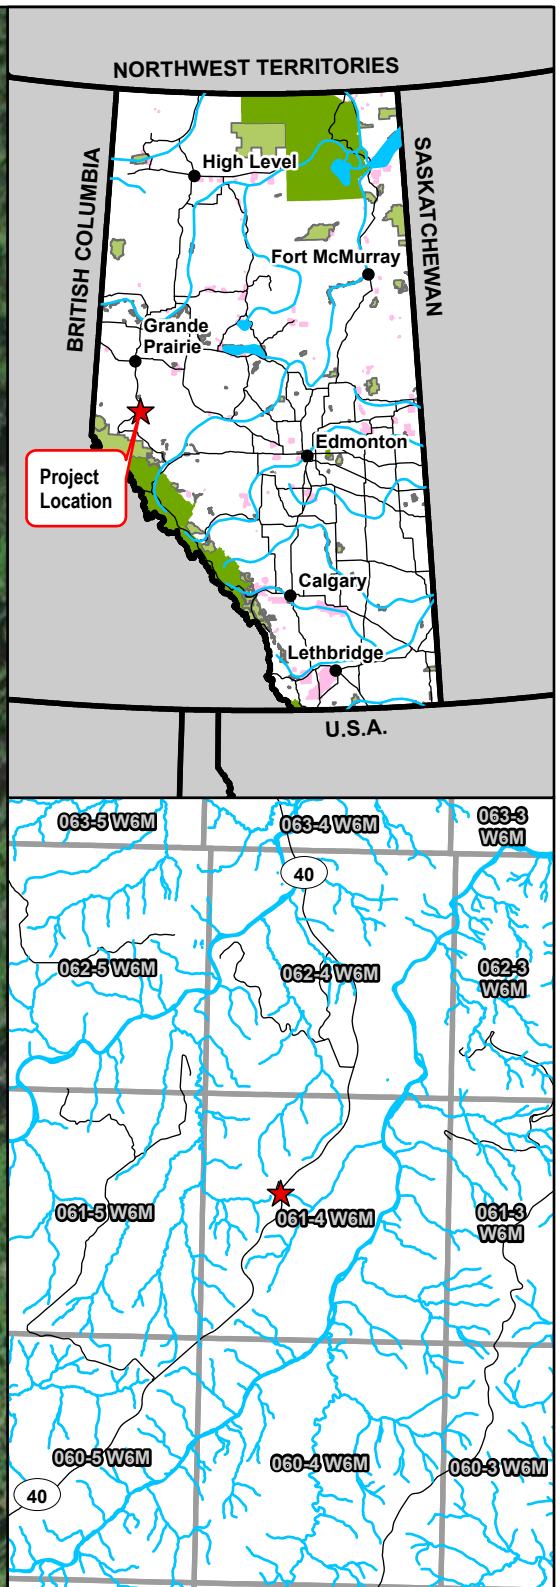 NORTHWEST TERRITORIES
BRITISH COLUMBIA
SASKATCHEWAN
High Level
Fort McMurray
Grande
Prairie
Edmonton
Project
Location
Calgary
Lethbridge
U.S.A.
063-5 W6M
063-4 W6M
063-3
W6M
40
062-5 W6M
062-4 W6M
062-3
W6M
061-5 W6M
061-4 W6M
061-3
W6M
060-5 W6M
060-4 W6M
060-3 W6M
40